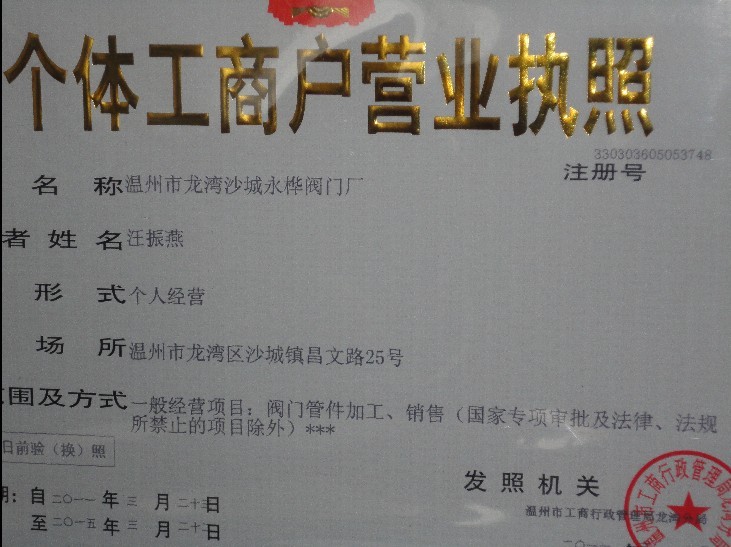 个体工商户营业执照
330303605053748
注册号
名 称 温州市龙湾沙城永桦阀门厂
者姓名 汪振燕
形 式 个人经营
场 所 温州市龙湾区沙城镇昌文路25号
围及方式 一般经营项目：阀门管件加工、销售（国家专项审批及法律、法规
所禁止的项目除外）***
日前验（换）照
发照机关
温州市工商行政管理局龙湾分局
期：自二〇一一年三月二十三日
至二〇一五年三月二十二日